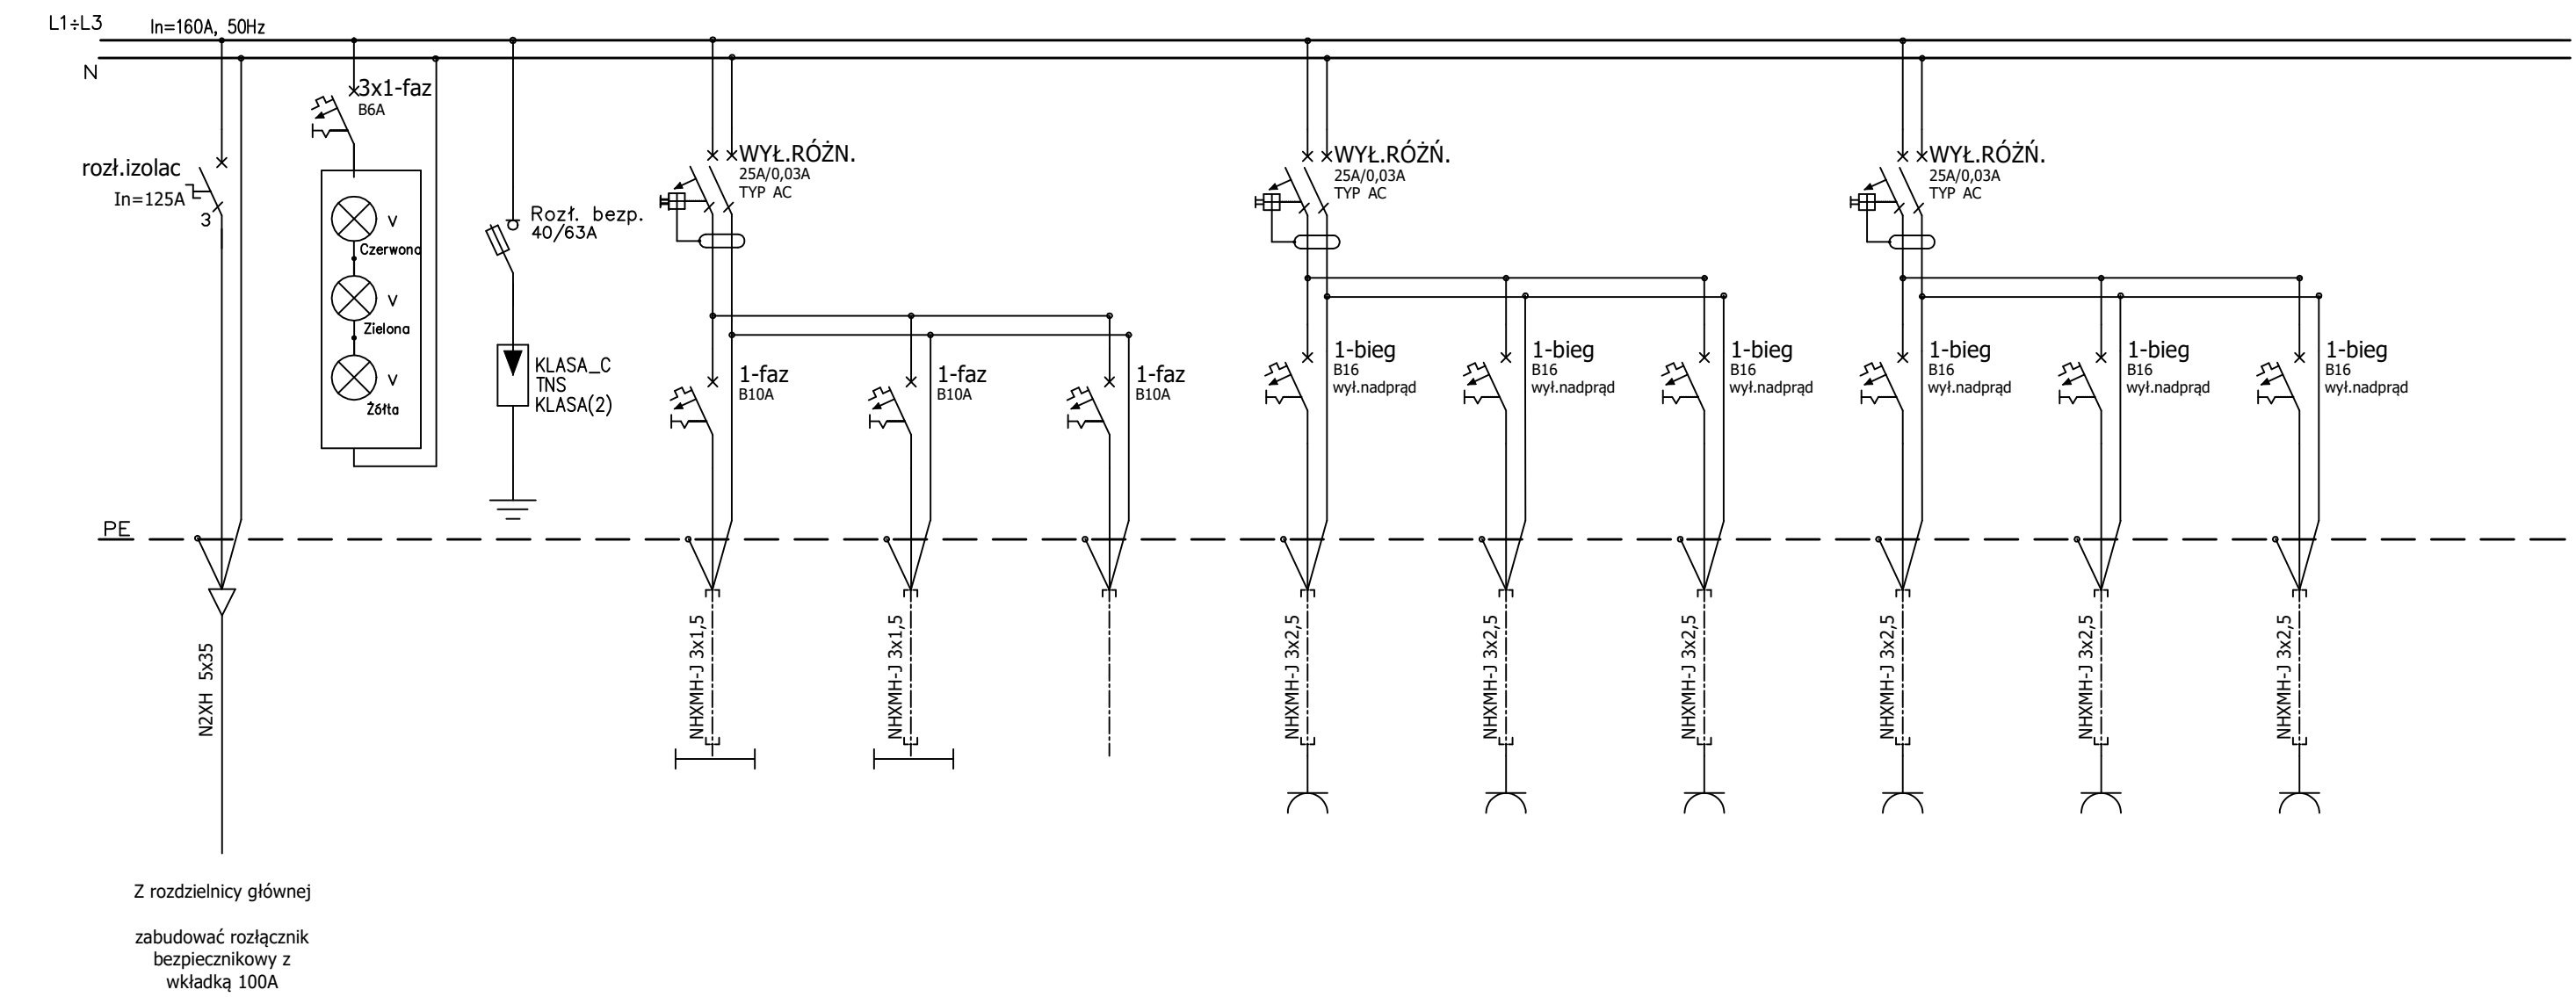 L1÷L3
In=160A, 50Hz
N
3x1-faz
B6A
rozł.izolac
In=125A
3
V
Czerwona
V
Zielona
V
Żółta
Rozł. bezp.
40/63A
KLASA_C
TNS
KLASA(2)
WYŁ.RÓŻN.
25A/0,03A
TYP AC
1-faz
B10A
1-faz
B10A
1-faz
B10A
WYŁ.RÓŻŃ.
25A/0,03A
TYP AC
1-bieg
B16
wył.nadprąd
1-bieg
B16
wył.nadprąd
1-bieg
B16
wył.nadprąd
WYŁ.RÓŻŃ.
25A/0,03A
TYP AC
1-bieg
B16
wył.nadprąd
1-bieg
B16
wył.nadprąd
1-bieg
B16
wył.nadprąd
PE
N2XH 5x35
NHXMH-J 3x1,5
NHXMH-J 3x1,5
NHXMH-J 3x2,5
NHXMH-J 3x2,5
NHXMH-J 3x2,5
NHXMH-J 3x2,5
NHXMH-J 3x2,5
NHXMH-J 3x2,5
Z rozdzielnicy głównej
zabudować rozłącznik
bezpiecznikowy z
wkładką 100A